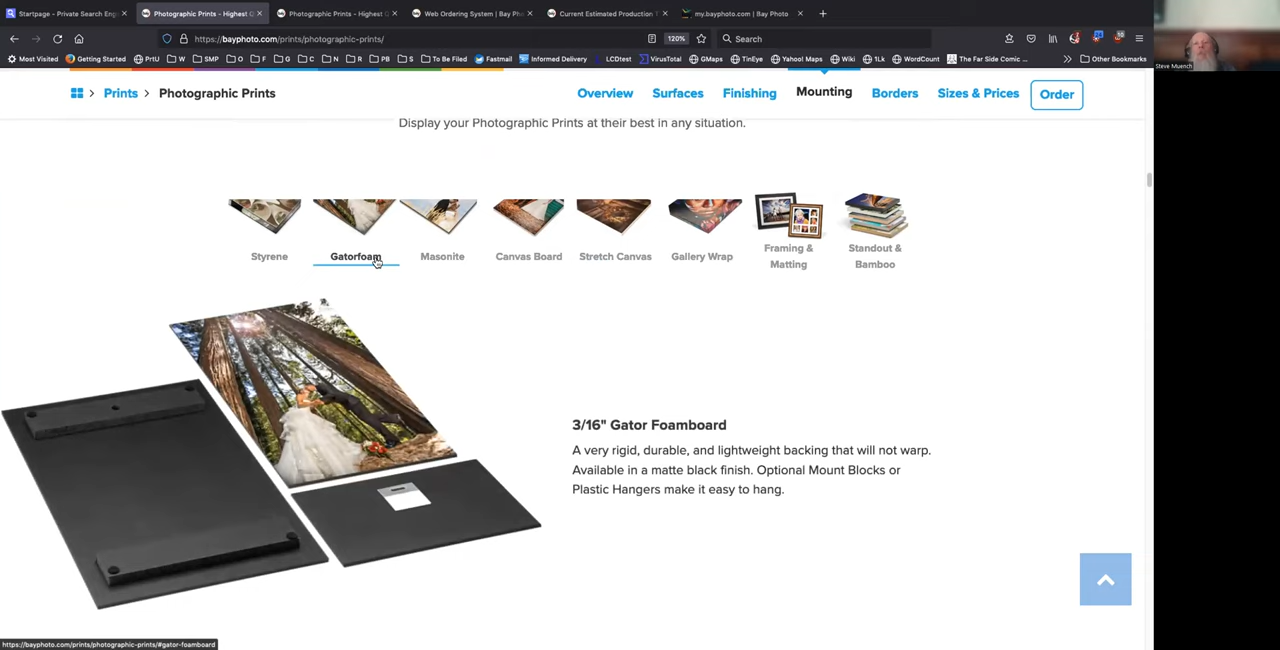 Startpage - Private Search Eng
Photographic Prints - Highest Q
Photographic Prints - Highest Q
Web Ordering System | Bay Ph
Current Estimated Production T
my.bayphoto.com | Bay Photo
https://bayphoto.com/prints/photographic-prints/
120%
Search
Most Visited
Getting Started
PrtU
W
SMP
O
F
G
C
N
R
PB
S
To Be Filed
Fastmail
Informed Delivery
LCDtest
VirusTotal
GMaps
TinEye
Yahoo! Maps
Wiki
1Lk
WordCount
The Far Side Comic ...
Other Bookmarks
Steve Muench
Prints > Photographic Prints
Overview
Surfaces
Finishing
Mounting
Borders
Sizes & Prices
Order
Display your Photographic Prints at their best in any situation.
Styrene
Gatorfoam
Masonite
Canvas Board
Stretch Canvas
Gallery Wrap
Framing &
Matting
Standout &
Bamboo
3/16" Gator Foamboard
A very rigid, durable, and lightweight backing that will not warp.
Available in a matte black finish. Optional Mount Blocks or
Plastic Hangers make it easy to hang.
https://bayphoto.com/prints/photographic-prints/#gator-foamboard